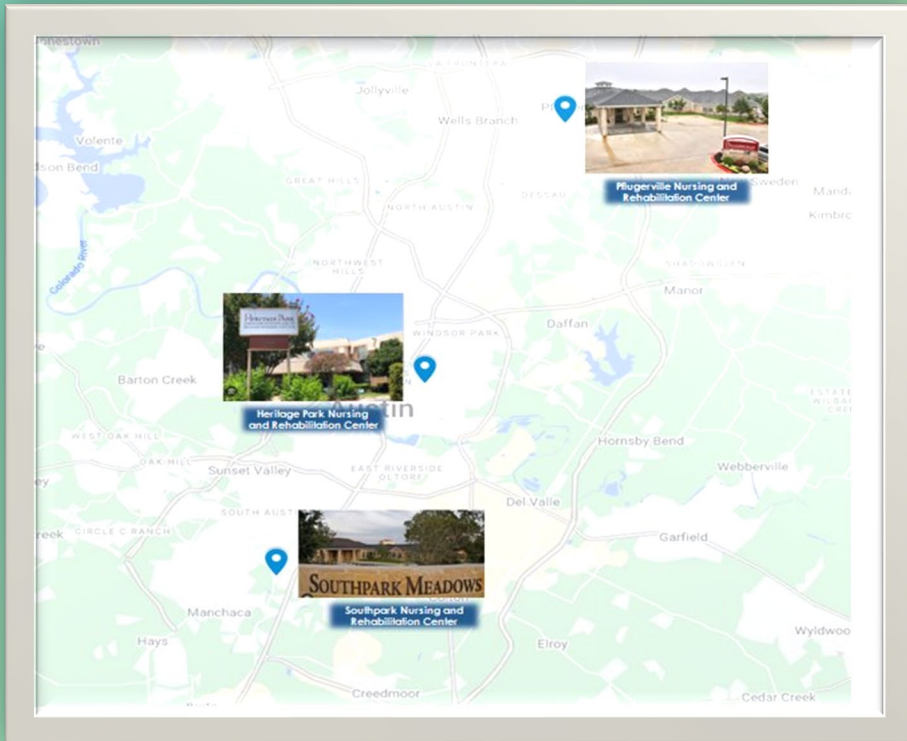 Jonestown
LA FRONTERA
Jollyville
Wells Branch
Volente
dson Bend
GREAT HILLS
NORTH AUSTIN
DESSAU
Sweden
Manda
Kimbro
Pflugerville Nursing and
Rehabilitation Center
Colorado River
NORTHWEST
HILLS
SHADOWGLEN
Manor
HERITAGE PARK
WINDSOR PARK
Daffan
Barton Creek
Austin
Heritage Park Nursing
and Rehabilitation Center
WEST OAK HILL
OAK HILL
Sunset Valley
EAST RIVERSIDE
OLTORF
Hornsby Bend
Webberville
SOUTH AUST
Del Valle
reek
CIRCLE C RANCH
Garfield
SOUTHPARK MEADOWS
Southpark Nursing and
Rehabilitation Center
Manchaca
Hays
Elroy
Wyldwoo
Creedmoor
Cedar Creek